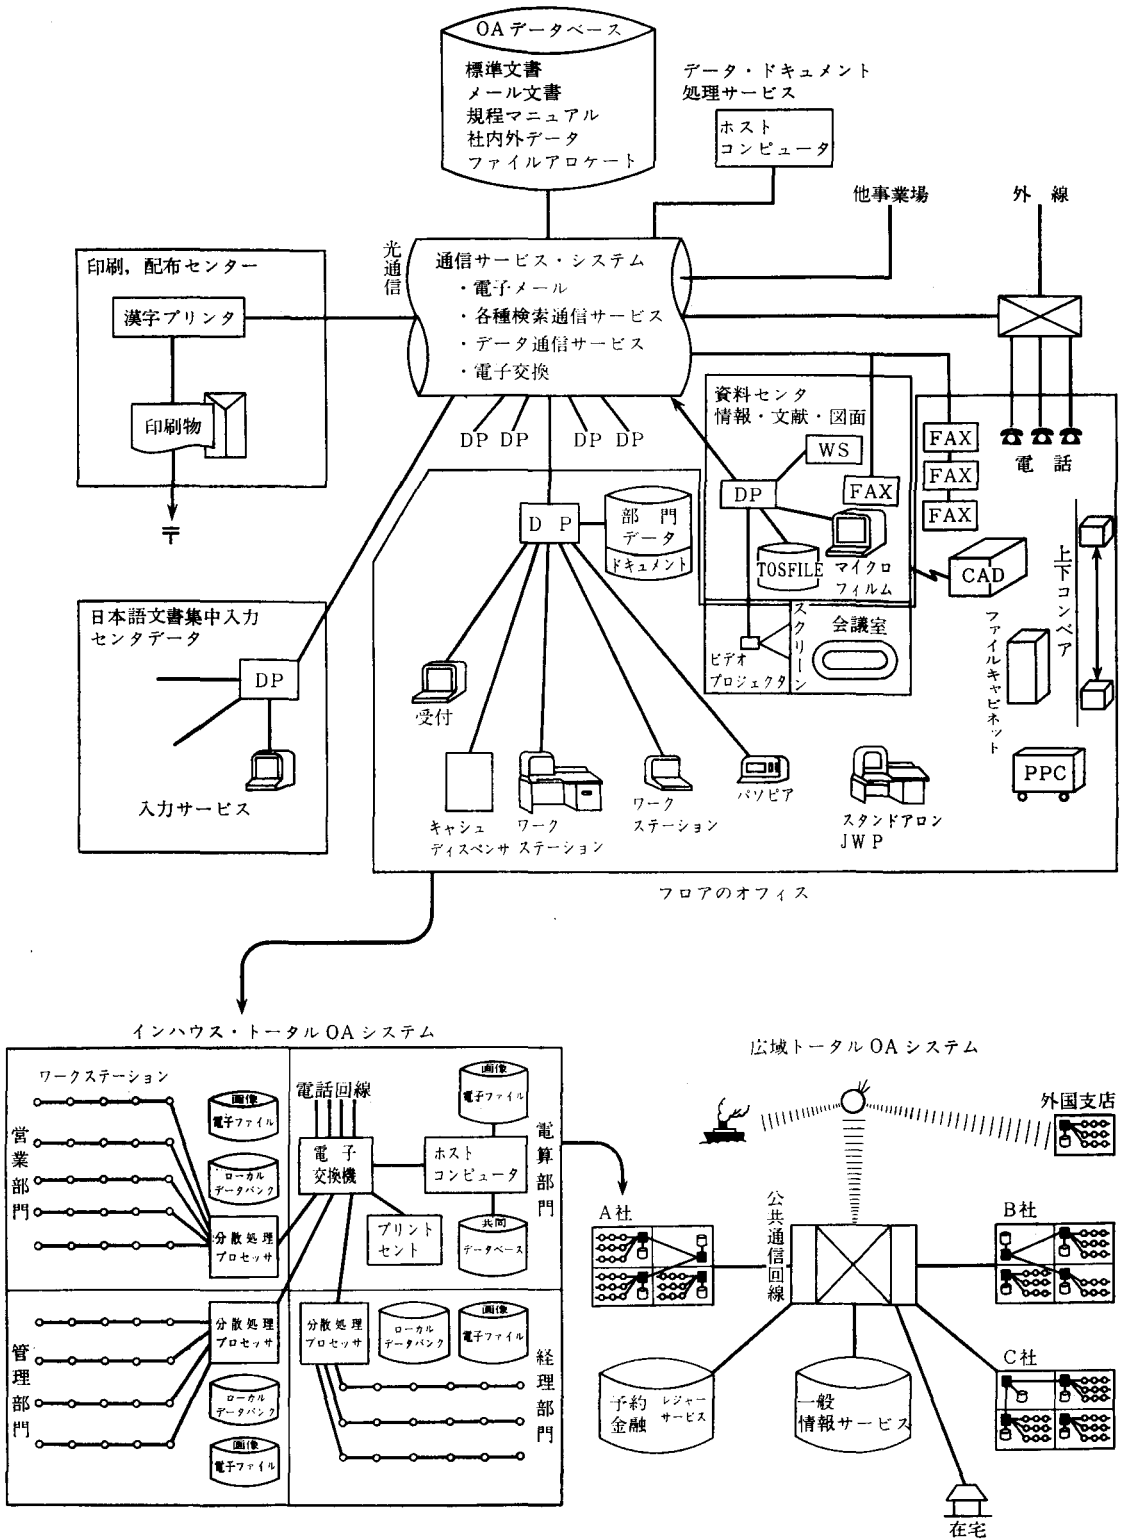 OAデータベース
標準文書
メール文書
規程マニュアル
社内外データ
ファイルアロケート
データ・ドキュメント
処理サービス
ホスト
コンピュータ
他事業場
外線
光通信
通信サービス・システム
・電子メール
・各種検索通信サービス
・データ通信サービス
・電子交換
印刷，配布センター
漢字プリンタ
印刷物
〒
DP
DP
DP
DP
資料センタ
情報・文献・図面
WS
DP
FAX
TOSFILE
マイクロ
フィルム
FAX
FAX
FAX
電話
DP
部門
データ
ドキュメント
CAD
上下コンベア
ファイルキャビネット
ビデオ
プロジェクタ
スクリーン
会議室
日本語文書集中入力
センタデータ
DP
入力サービス
受付
キャシュ
ディスペンサ
ワーク
ステーション
ワーク
ステーション
パソピア
スタンドアロン
JWP
PPC
フロアのオフィス
インハウス・トータルOAシステム
ワークステーション
営業部門
画像
電子ファイル
ローカル
データバンク
分散処理
プロセッサ
電話回線
電子
交換機
画像
電子ファイル
ホスト
コンピュータ
プリント
セント
共同
データベース
電算部門
管理部門
分散処理
プロセッサ
ローカル
データバンク
画像
電子ファイル
分散処理
プロセッサ
ローカル
データバンク
画像
電子ファイル
経理部門
広域トータルOAシステム
外国支店
A社
公共通信回線
B社
C社
予約
金融
レジャー
サービス
一般
情報サービス
在宅